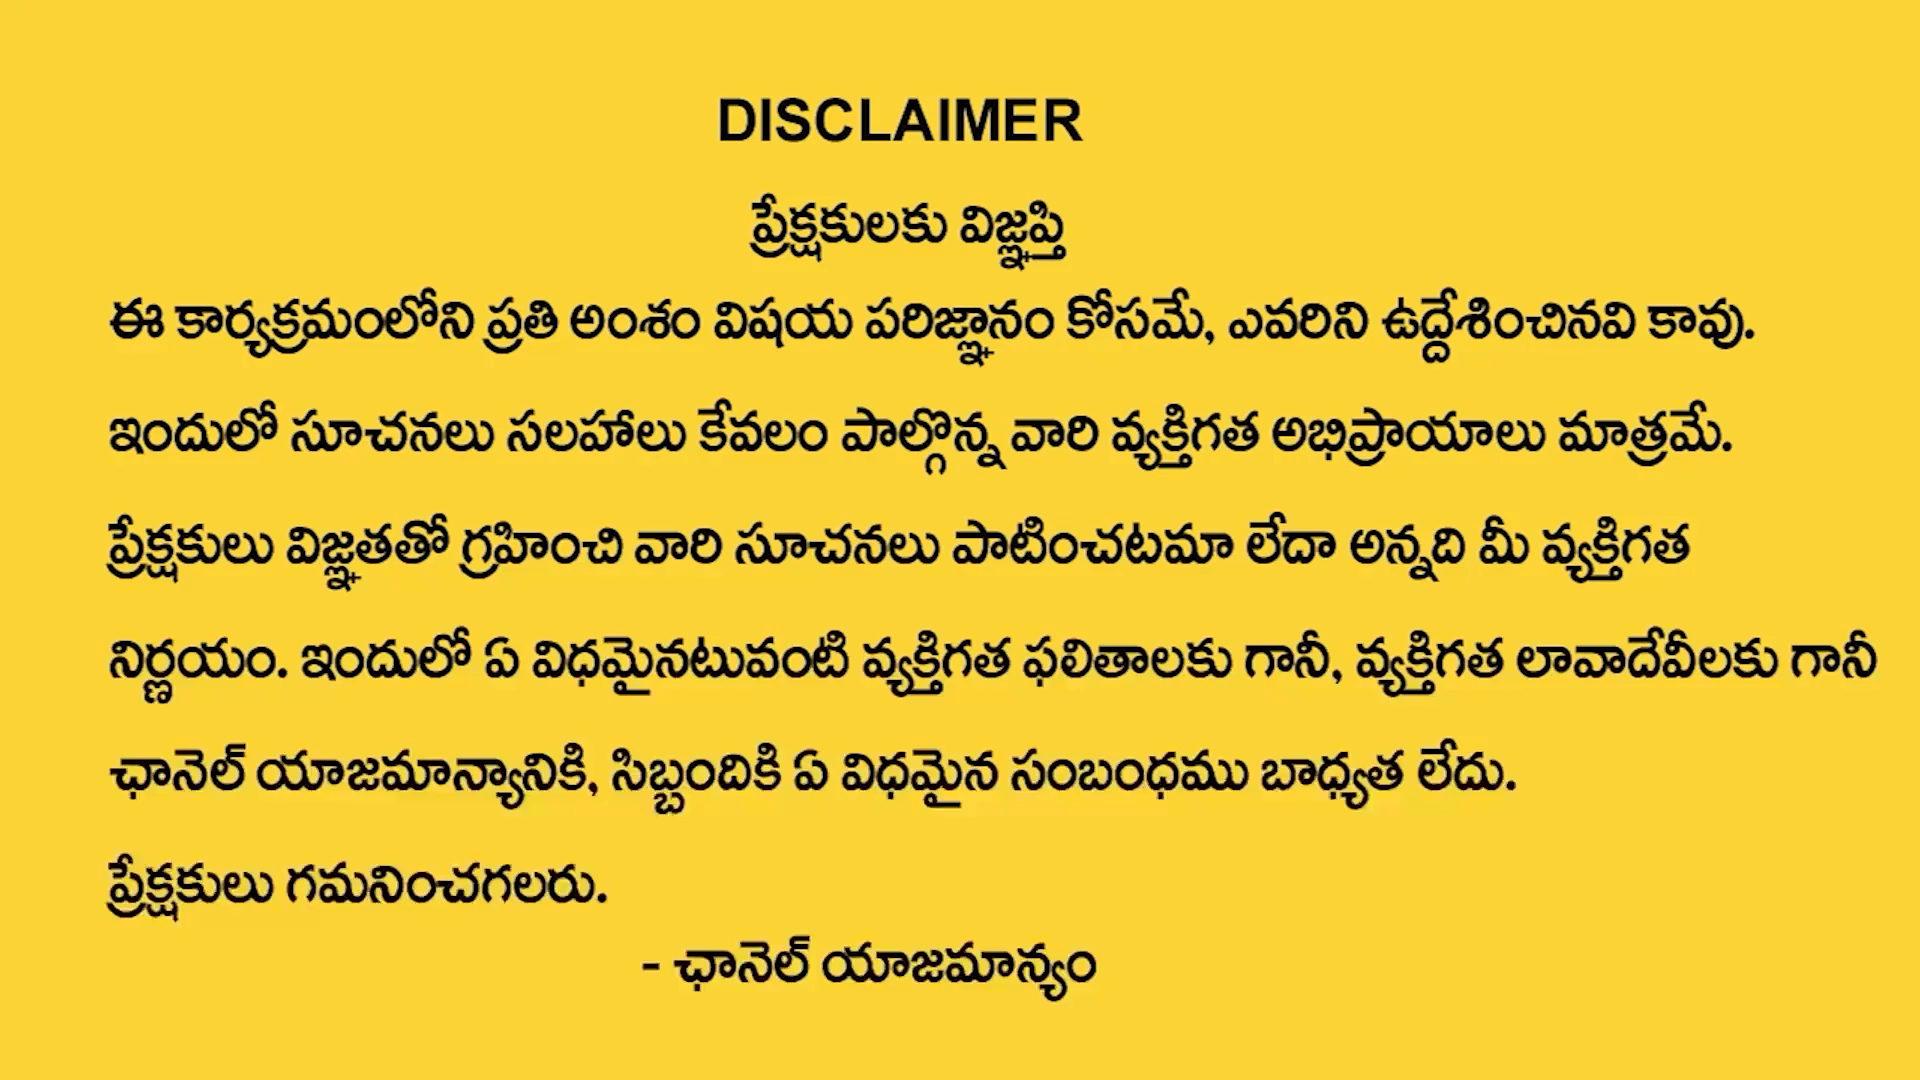 DISCLAIMER
ప్రేక్షకులకు విజ్ఞప్తి
ఈ కార్యక్రమంలోని ప్రతి అంశం విషయ పరిజ్ఞానం కోసమే, ఎవరిని ఉద్దేశించినవి కావు.
ఇందులో సూచనలు సలహాలు కేవలం పాల్గొన్న వారి వ్యక్తిగత అభిప్రాయాలు మాత్రమే.
ప్రేక్షకులు విజ్ఞతతో గ్రహించి వారి సూచనలు పాటించటమా లేదా అన్నది మీ వ్యక్తిగత
నిర్ణయం. ఇందులో ఏ విధమైనటువంటి వ్యక్తిగత ఫలితాలకు గానీ, వ్యక్తిగత లావాదేవీలకు గానీ
ఛానెల్ యాజమాన్యానికి, సిబ్బందికి ఏ విధమైన సంబంధము బాధ్యత లేదు.
ప్రేక్షకులు గమనించగలరు.
- ఛానెల్ యాజమాన్యం